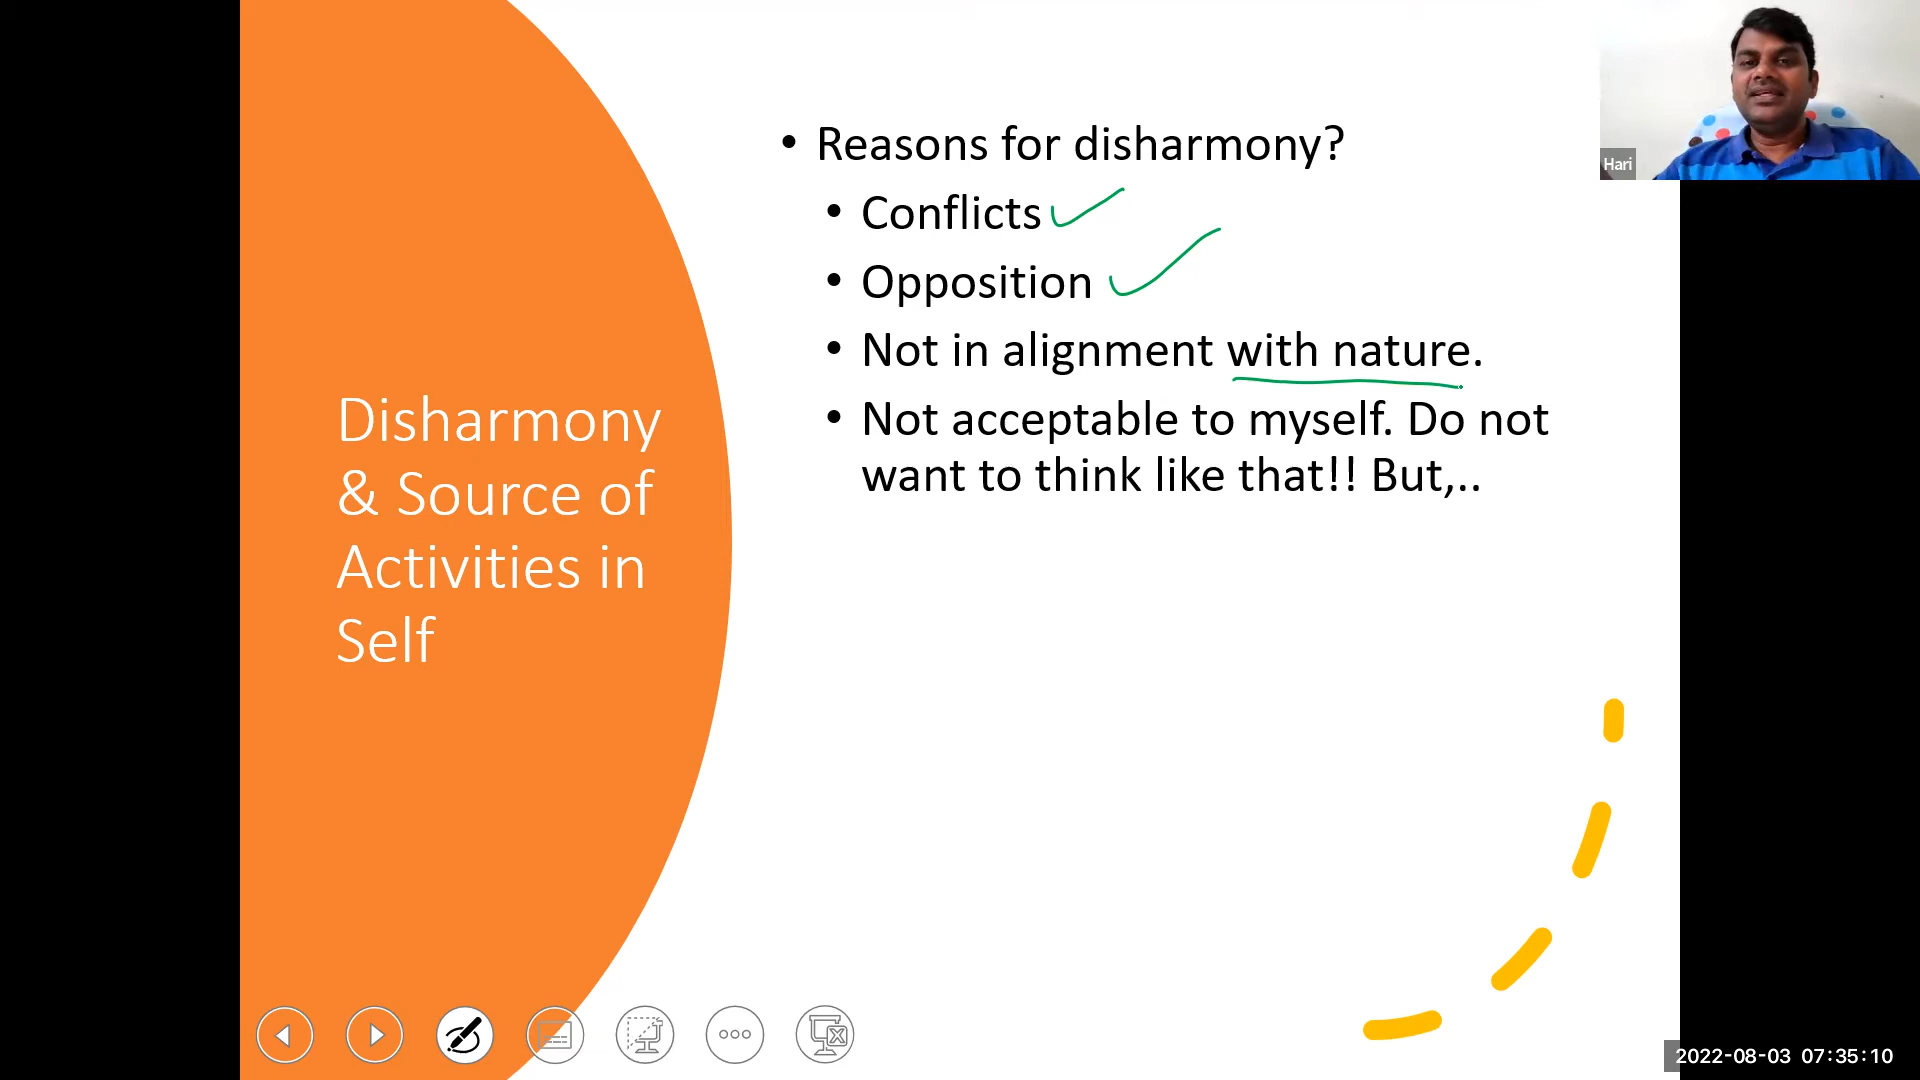 Disharmony
& Source of
Activities in
Self
• Reasons for disharmony?
• Conflicts
• Opposition
• Not in alignment with nature.
• Not acceptable to myself. Do not
want to think like that!! But,..
Hari
2022-08-03 07:35:10